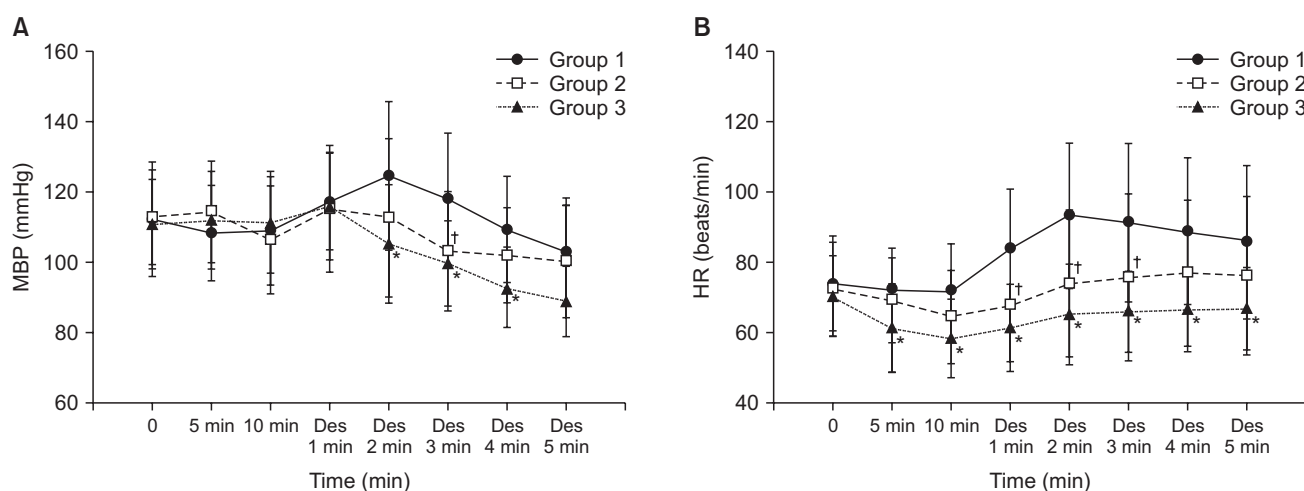 A
160
140
120
100
80
60
MBP (mmHg)
Group 1
Group 2
Group 3
†
* * *
0 5 min 10 min Des 1 min Des 2 min Des 3 min Des 4 min Des 5 min
Time (min)
B
140
120
100
80
60
40
HR (beats/min)
Group 1
Group 2
Group 3
† † †
* * * * * * *
0 5 min 10 min Des 1 min Des 2 min Des 3 min Des 4 min Des 5 min
Time (min)